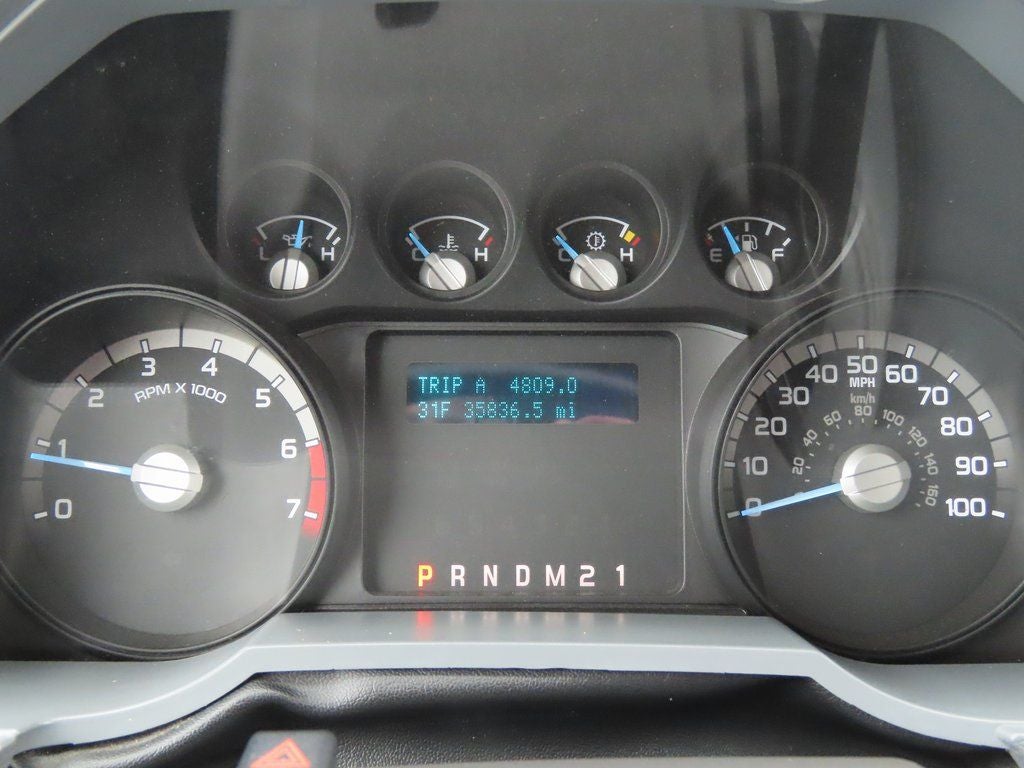 L H
C H
C H
E F
0 1 2 3 4 5 6 7
RPM X 1000
TRIP A 4809.0
31F 35836.5 mi
P R N D M 2 1
0 10 20 30 40 50 60 70 80 90 100
MPH
km/h
20 40 60 80 100 120 140 160